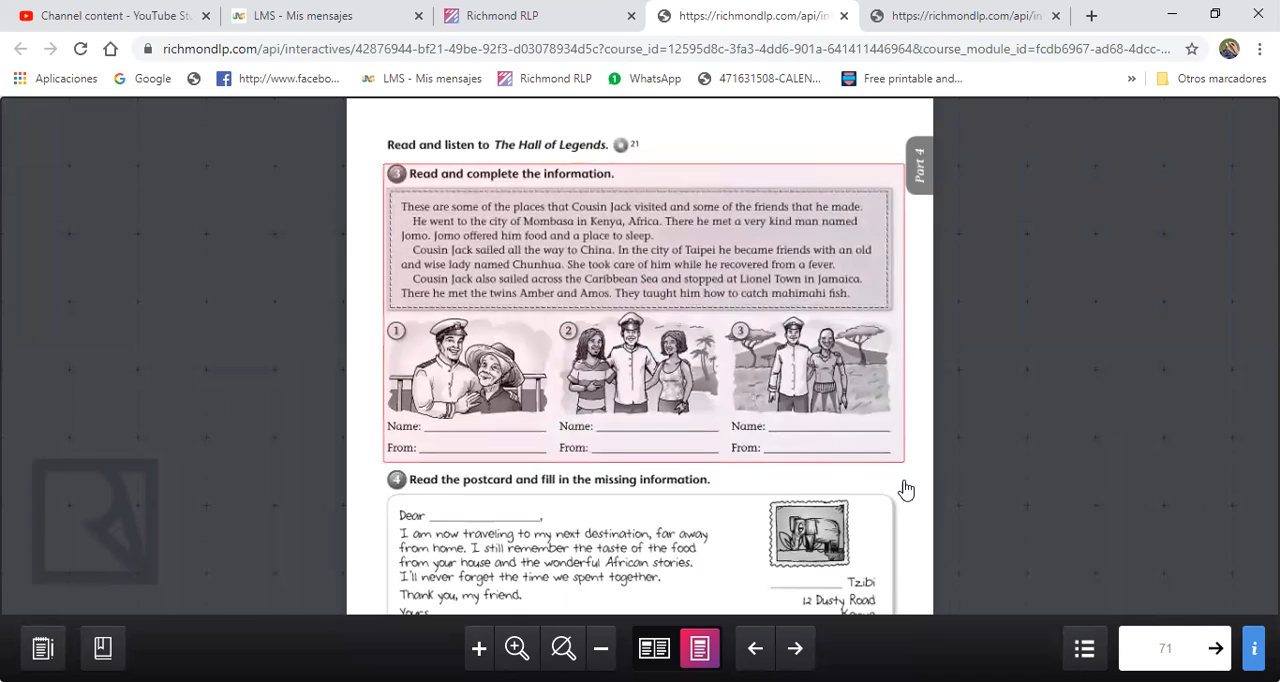 Channel content - YouTube St
LMS - Mis mensajes
Richmond RLP
https://richmondlp.com/api/in
https://richmondlp.com/api/in
richmondlp.com/api/interactives/42876944-bf21-49be-92f3-d03078934d5c?course_id=12595d8c-3fa3-4dd6-901a-641411446964&course_module_id=fcdb6967-ad68-4dcc-...
Aplicaciones
Google
http://www.facebo...
LMS - Mis mensajes
Richmond RLP
WhatsApp
471631508-CALEN...
Free printable and...
»
Otros marcadores
Read and listen to The Hall of Legends. 21
Part 4
3 Read and complete the information.
These are some of the places that Cousin Jack visited and some of the friends that he made.
He went to the city of Mombasa in Kenya, Africa. There he met a very kind man named
Jomo. Jomo offered him food and a place to sleep.
Cousin Jack sailed all the way to China. In the city of Taipei he became friends with an old
and wise lady named Chunhua. She took care of him while he recovered from a fever.
Cousin Jack also sailed across the Caribbean Sea and stopped at Lionel Town in Jamaica.
There he met the twins Amber and Amos. They taught him how to catch mahimahi fish.
1 2 3
Name: ____ Name: ____ Name: ____
From: ____ From: ____ From: ____
4 Read the postcard and fill in the missing information.
Dear ____,
I am now traveling to my next destination, far away
from home. I still remember the taste of the food
from your house and the wonderful African stories.
I'll never forget the time we spent together.
Thank you, my friend.
Yours
____ Tzibi
12 Dusty Road
Kenya
71